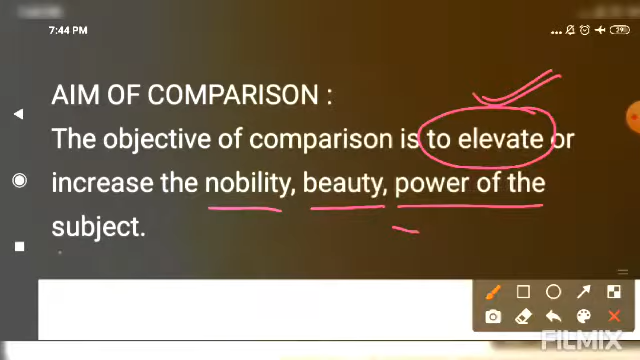 7:44 PM
29
AIM OF COMPARISON :
The objective of comparison is to elevate or
increase the nobility, beauty, power of the
subject.
FILMIX